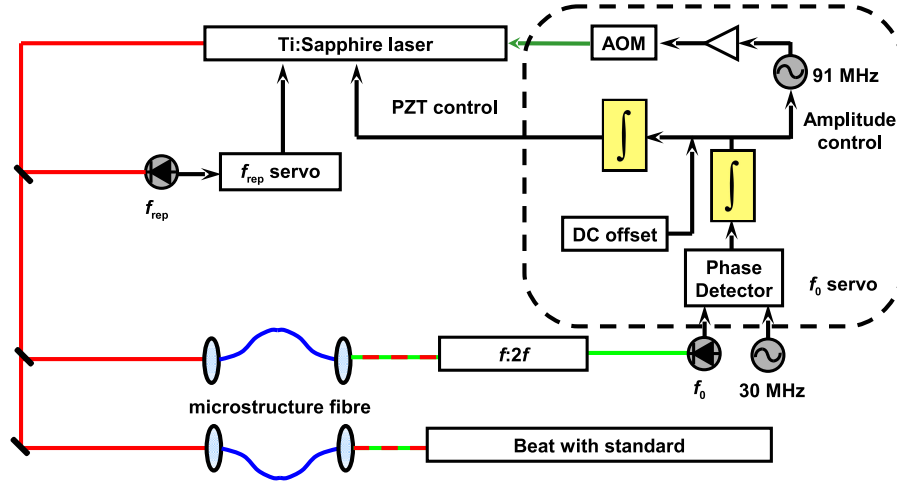 Ti:Sapphire laser
AOM
91 MHz
PZT control
Amplitude
control
∫
∫
f_rep servo
f_rep
DC offset
Phase
Detector
f_0 servo
f:2f
f_0
30 MHz
microstructure fibre
Beat with standard